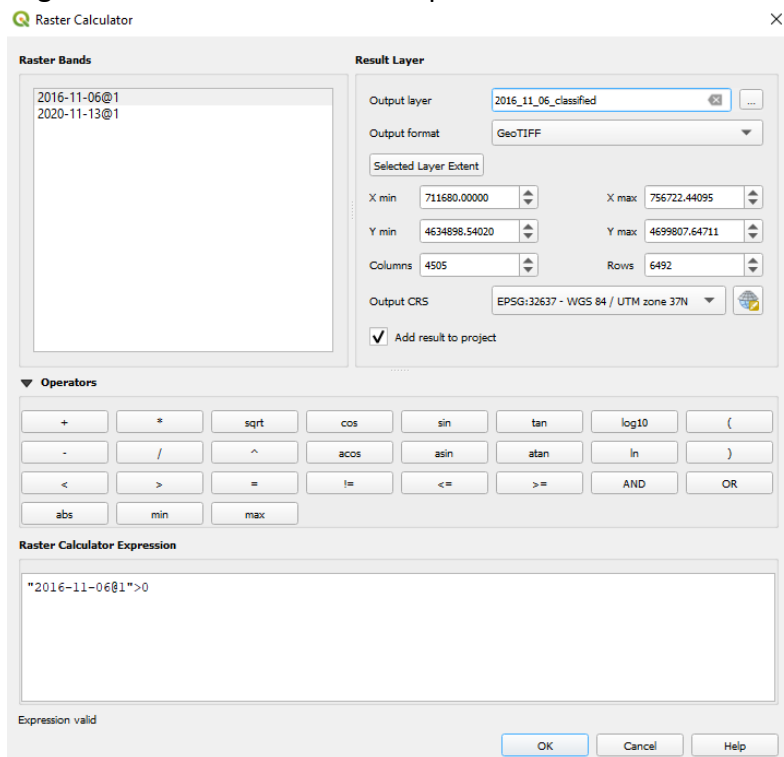 Raster Calculator
Raster Bands
2016-11-06@1
2020-11-13@1
Result Layer
Output layer 2016_11_06_classified ...
Output format GeoTIFF
Selected Layer Extent
X min 711680.00000 X max 756722.44095
Y min 4634898.54020 Y max 4699807.64711
Columns 4505 Rows 6492
Output CRS EPSG:32637 - WGS 84 / UTM zone 37N
Add result to project
Operators
+ * sqrt cos sin tan log10 (
- / ^ acos asin atan ln )
< > = != <= >= AND OR
abs min max
Raster Calculator Expression
"2016-11-06@1">0
Expression valid
OK Cancel Help